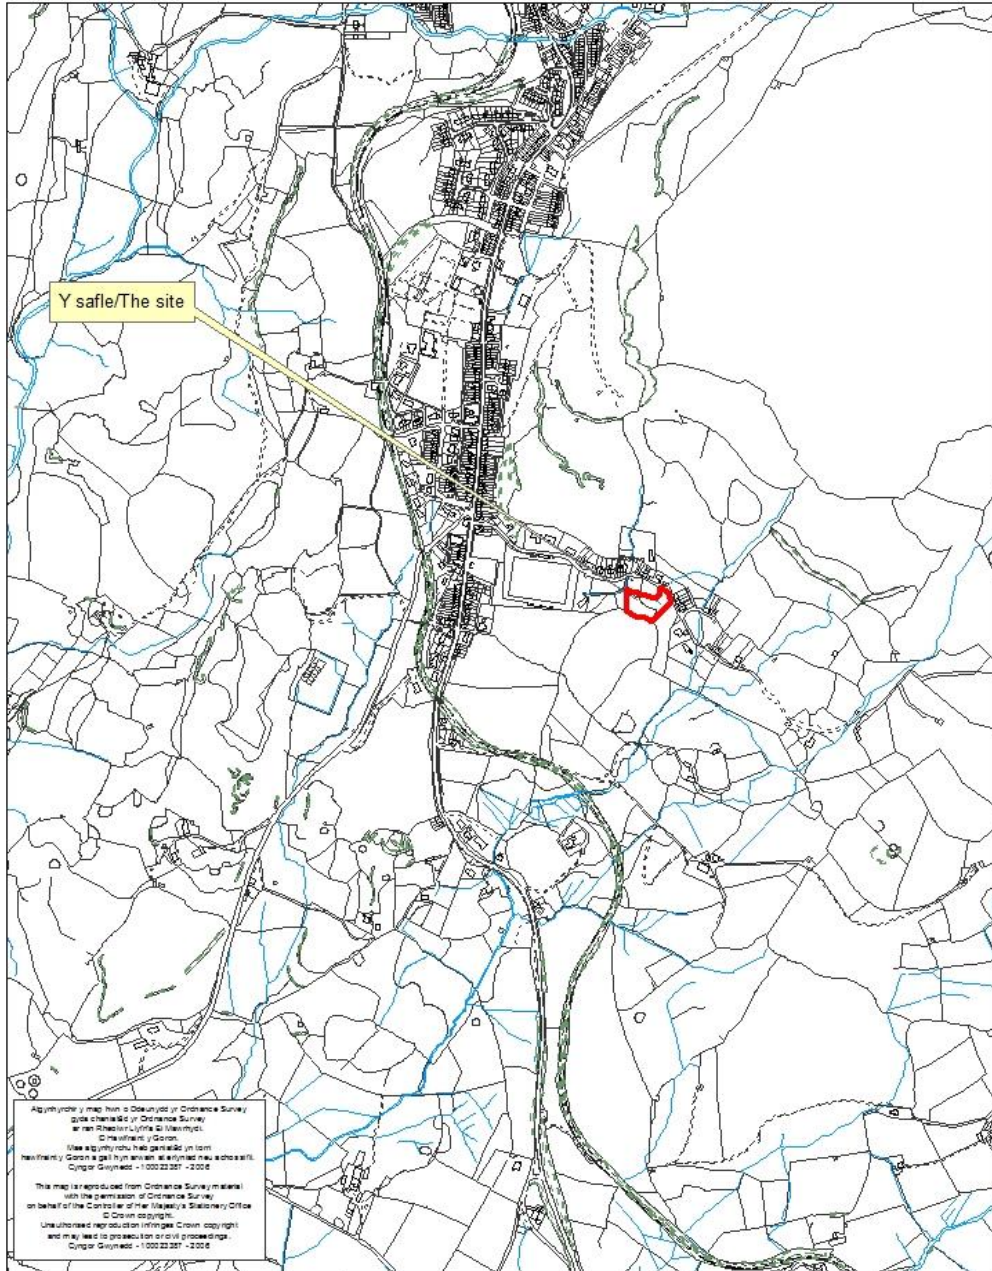 Y safle/The site
Atgynhyrchir y map hwn o Ddeunydd yr Ordnance Survey
gyda chaniatâd yr Ordnance Survey
ar ran Rheolwr Llyfrfa Ei Mawrhydi.
© Hawlfraint y Goron.
Mae atgynhyrchu heb ganiatâd yn torri
hawlfraint y Goron a gall hyn arwain at erlyniad neu achos sifil.
Cyngor Gwynedd - 100023387 - 2008
This map is reproduced from Ordnance Survey material
with the permission of Ordnance Survey
on behalf of the Controller of Her Majesty's Stationery Office
© Crown copyright.
Unauthorised reproduction infringes Crown copyright
and may lead to prosecution or civil proceedings.
Cyngor Gwynedd - 100023387 - 2008